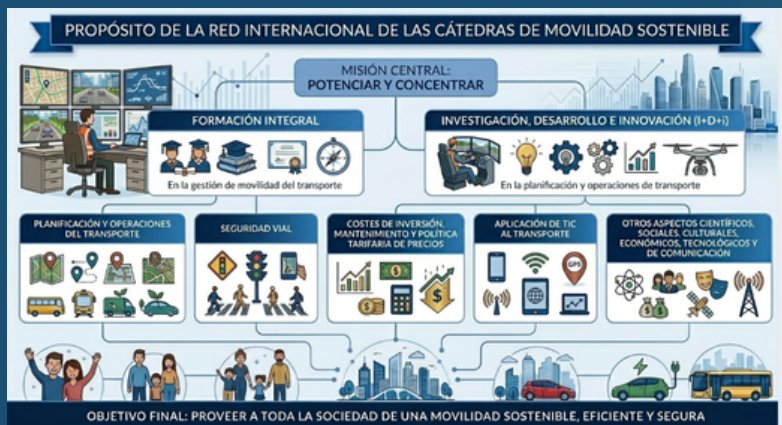 PROPÓSITO DE LA RED INTERNACIONAL DE LAS CÁTEDRAS DE MOVILIDAD SOSTENIBLE
MISIÓN CENTRAL:
POTENCIAR Y CONCENTRAR
FORMACIÓN INTEGRAL
En la gestión de movilidad del transporte
INVESTIGACIÓN, DESARROLLO E INNOVACIÓN (I+D+i)
En la planificación y operaciones de transporte
PLANIFICACIÓN Y OPERACIONES
DEL TRANSPORTE
SEGURIDAD VIAL
COSTES DE INVERSIÓN,
MANTENIMIENTO Y POLÍTICA
TARIFARIA DE PRECIOS
APLICACIÓN DE TIC
AL TRANSPORTE
GPS
OTROS ASPECTOS CIENTÍFICOS,
SOCIALES, CULTURALES,
ECONÓMICOS, TECNOLÓGICOS Y
DE COMUNICACIÓN
OBJETIVO FINAL: PROVEER A TODA LA SOCIEDAD DE UNA MOVILIDAD SOSTENIBLE, EFICIENTE Y SEGURA